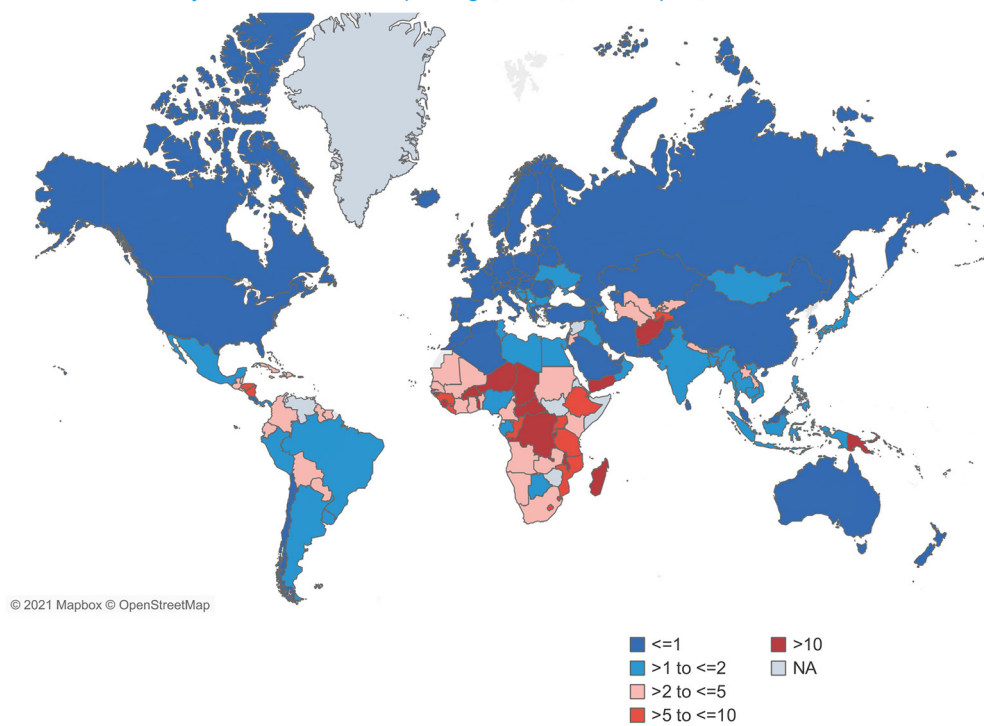 © 2021 Mapbox © OpenStreetMap
<=1
>1 to <=2
>2 to <=5
>5 to <=10
>10
NA